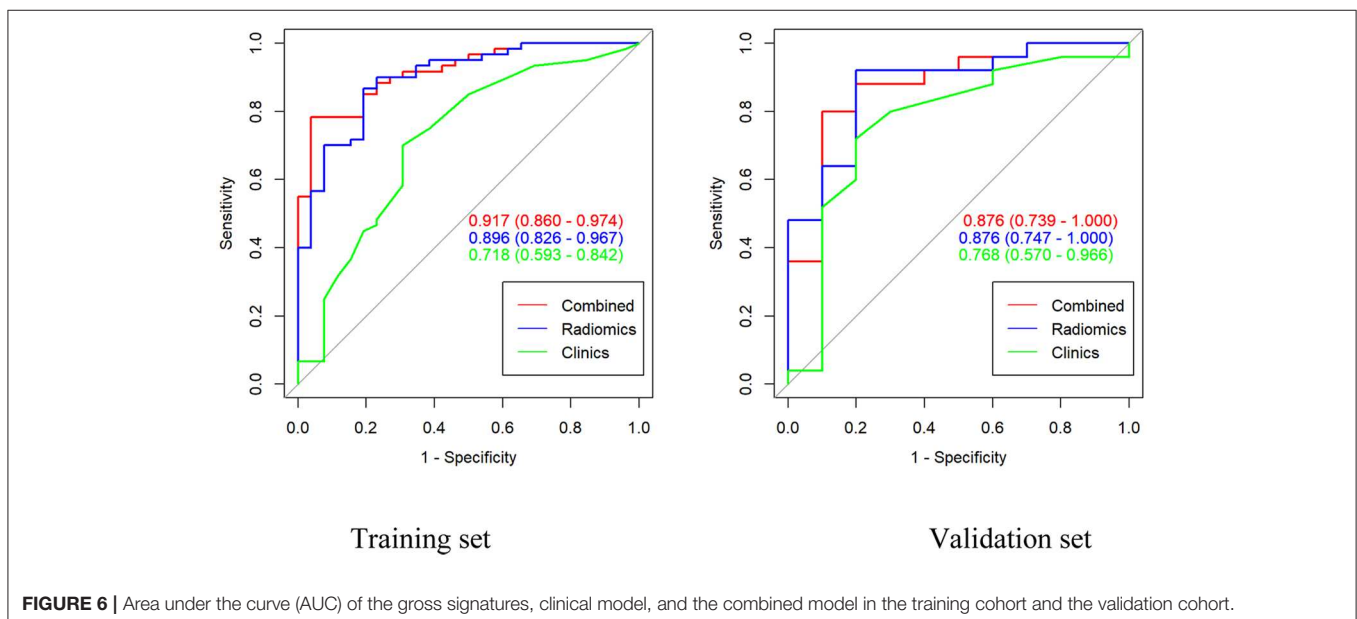 1.0
0.8
0.6
0.4
0.2
0.0
Sensitivity
0.917 (0.860 - 0.974)
0.896 (0.826 - 0.967)
0.718 (0.593 - 0.842)
Combined
Radiomics
Clinics
0.0 0.2 0.4 0.6 0.8 1.0
1 - Specificity
Training set
1.0
0.8
0.6
0.4
0.2
0.0
Sensitivity
0.876 (0.739 - 1.000)
0.876 (0.747 - 1.000)
0.768 (0.570 - 0.966)
Combined
Radiomics
Clinics
0.0 0.2 0.4 0.6 0.8 1.0
1 - Specificity
Validation set
FIGURE 6 | Area under the curve (AUC) of the gross signatures, clinical model, and the combined model in the training cohort and the validation cohort.